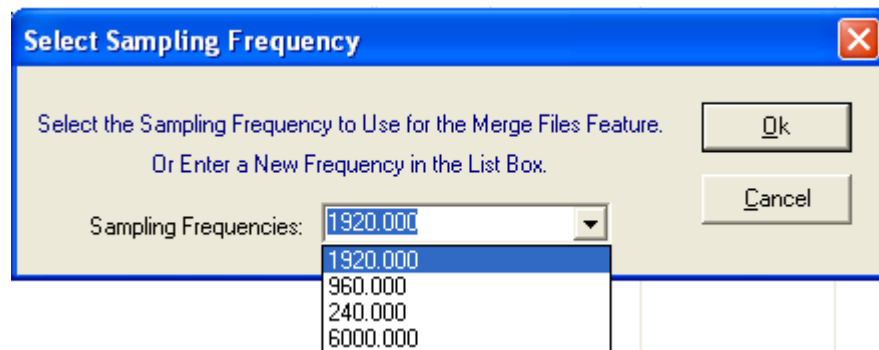 Select Sampling Frequency
Select the Sampling Frequency to Use for the Merge Files Feature.
Or Enter a New Frequency in the List Box.
Ok
Cancel
Sampling Frequencies: 1920.000
1920.000
960.000
240.000
6000.000